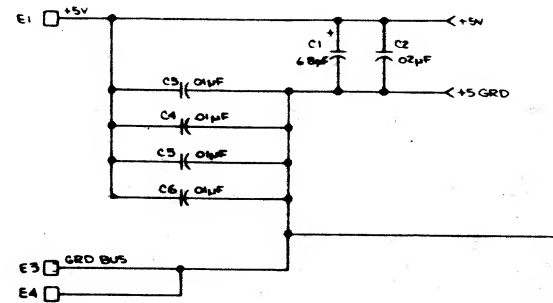 E1 +5V
+5V
+
C1
6.8µF
C2
.02µF
C3 .01µF
+5 GRD
C4 .01µF
C5 .01µF
C6 .01µF
E3 GRD BUS
E4